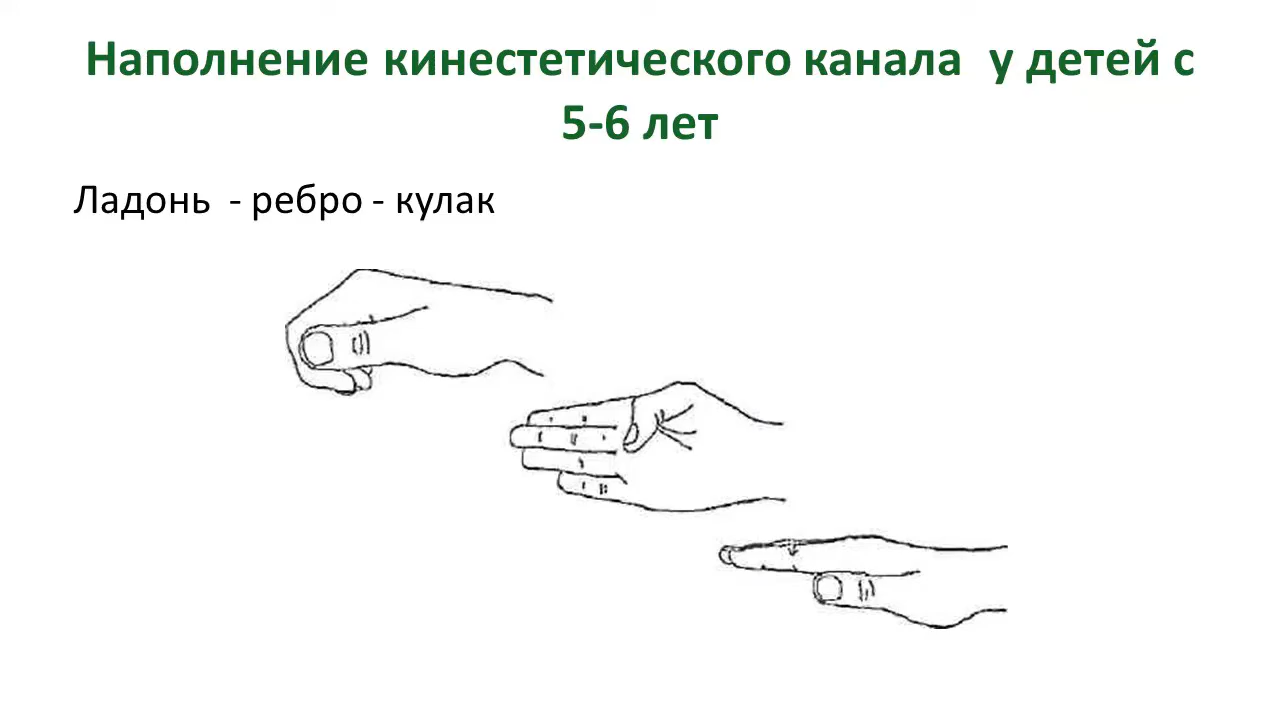 Наполнение кинестетического канала  у детей с
5-6 лет
Ладонь  - ребро - кулак